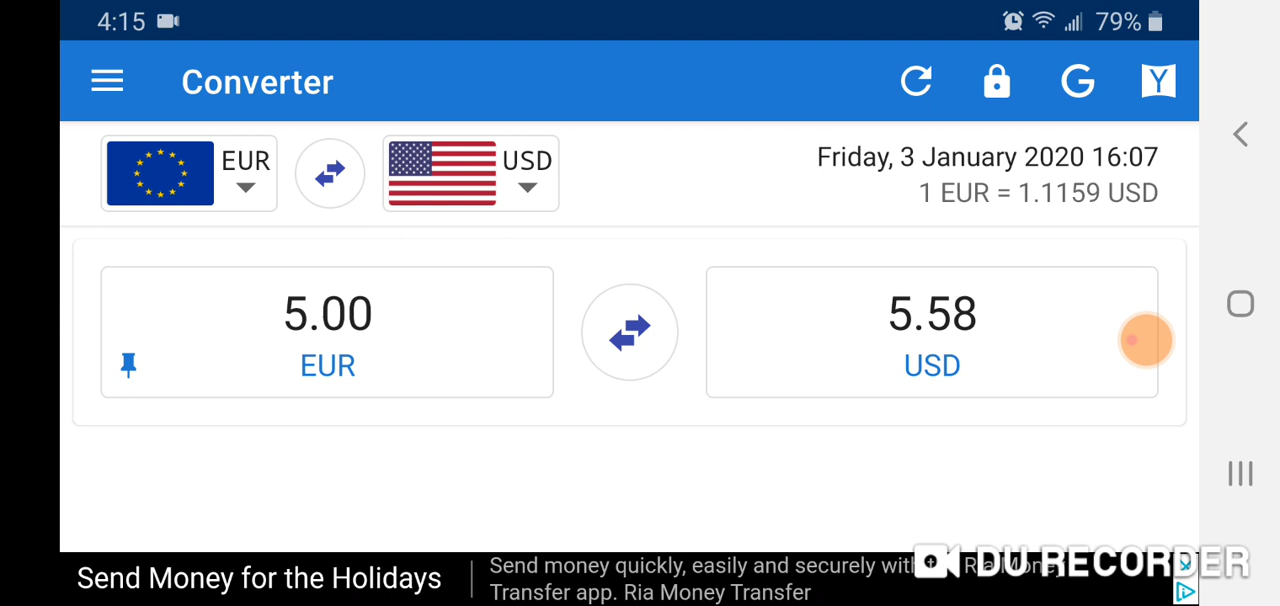 4:15
79%
Converter
G
Y
EUR
USD
Friday, 3 January 2020 16:07
1 EUR = 1.1159 USD
5.00
EUR
5.58
USD
Send Money for the Holidays
Send money quickly, easily and securely with
Transfer app. Ria Money Transfer
DU RECORDER